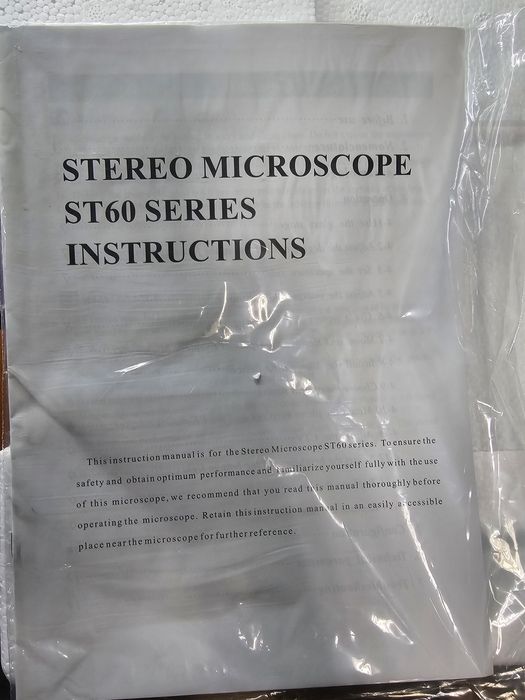 STEREO MICROSCOPE
ST60 SERIES
INSTRUCTIONS
This instruction manual is for the Stereo Microscope ST60 series. To ensure the
safety and obtain optimum performance and familiarize yourself fully with the use
of this microscope, we recommend that you read this manual thoroughly before
operating the microscope. Retain this instruction manual in an easily accessible
place near the microscope for further reference.